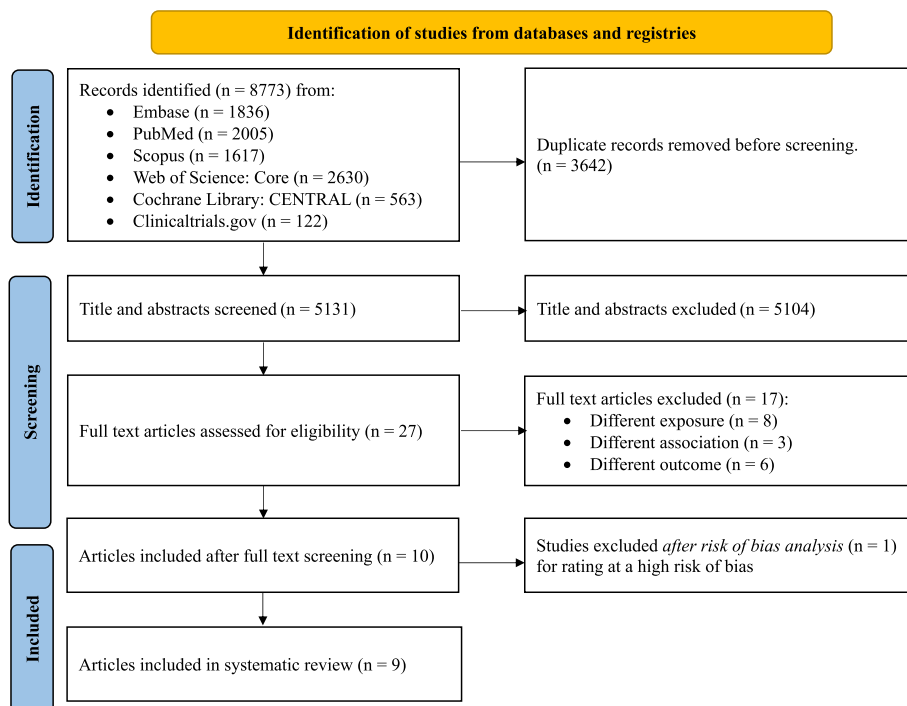 Identification of studies from databases and registries
Identification
Records identified (n = 8773) from:
• Embase (n = 1836)
• PubMed (n = 2005)
• Scopus (n = 1617)
• Web of Science: Core (n = 2630)
• Cochrane Library: CENTRAL (n = 563)
• Clinicaltrials.gov (n = 122)
Duplicate records removed before screening.
(n = 3642)
Screening
Title and abstracts screened (n = 5131)
Title and abstracts excluded (n = 5104)
Full text articles assessed for eligibility (n = 27)
Full text articles excluded (n = 17):
• Different exposure (n = 8)
• Different association (n = 3)
• Different outcome (n = 6)
Included
Articles included after full text screening (n = 10)
Studies excluded after risk of bias analysis (n = 1)
for rating at a high risk of bias
Articles included in systematic review (n = 9)